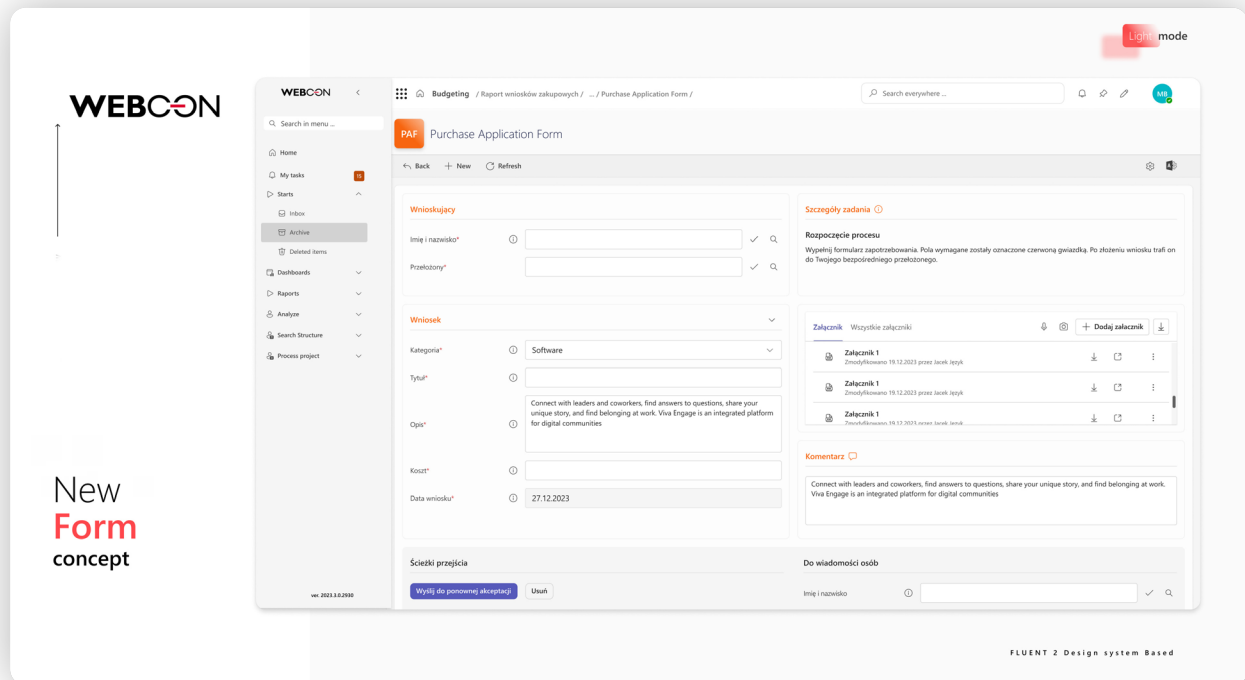 Light mode
WEBCON
New
Form
concept
WEBCON
Search in menu ...
Home
My tasks
15
Starts
Inbox
Archive
Deleted items
Dashboards
Raports
Analyze
Search Structure
Process project
ver. 2023.3.0.2930
Budgeting / Raport wniosków zakupowych / ... / Purchase Application Form /
Search everywhere ...
MB
PAF Purchase Application Form
Back New Refresh
Wnioskujący
Imię i nazwisko*
Przełożony*
Szczegóły zadania
Rozpoczęcie procesu
Wypełnij formularz zapotrzebowania. Pola wymagane zostały oznaczone czerwoną gwiazdką. Po złożeniu wniosku trafi on
do Twojego bezpośredniego przełożonego.
Wniosek
Kategoria* Software
Tytuł*
Opis*
Connect with leaders and coworkers, find answers to questions, share your
unique story, and find belonging at work. Viva Engage is an integrated platform
for digital communities
Koszt*
Data wniosku* 27.12.2023
Załącznik Wszystkie załączniki
Dodaj załacznik
Załącznik 1
Zmodyfikowano 19.12.2023 przez Jacek Język
Załącznik 1
Zmodyfikowano 19.12.2023 przez Jacek Język
Załącznik 1
Zmodyfikowano 19.12.2023 przez Jacek Język
Komentarz
Connect with leaders and coworkers, find answers to questions, share your unique story, and find belonging at work.
Viva Engage is an integrated platform for digital communities
Ścieżki przejścia
Wyślij do ponownej akceptacji Usuń
Do wiadomości osób
Imię i nazwisko
FLUENT 2 Design system Based